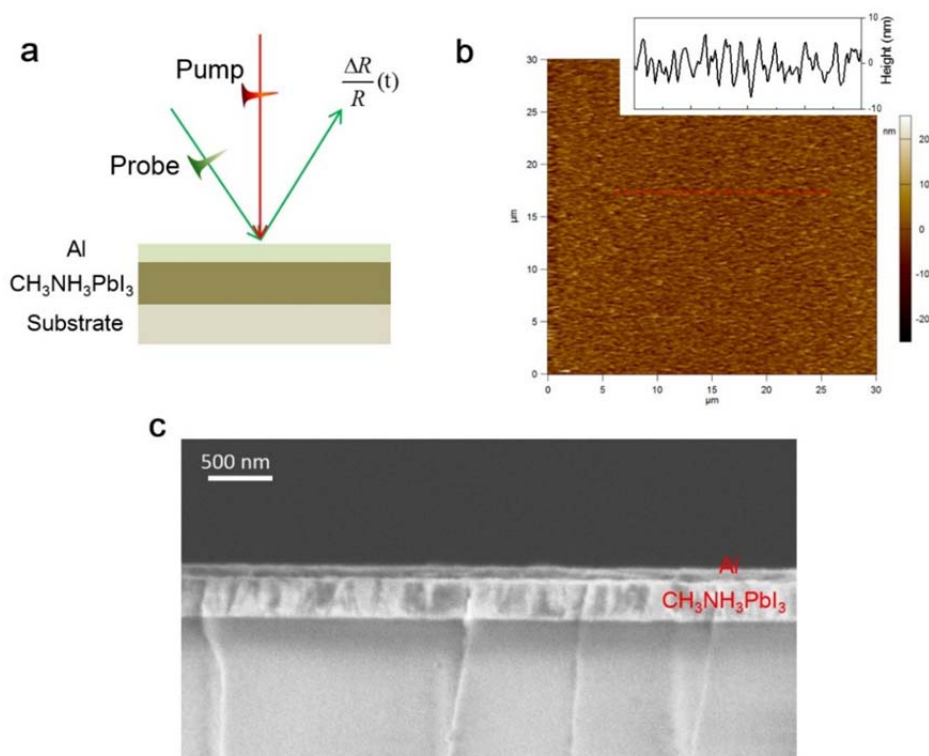 a
Pump
ΔR
R
(t)
Probe
Al
CH₃NH₃PbI₃
Substrate
b
10
0
-10
Height (nm)
nm
20
10
0
-10
-20
30
25
20
15
10
5
0
μm
0
5
10
15
20
25
30
μm
c
500 nm
Al
CH₃NH₃PbI₃